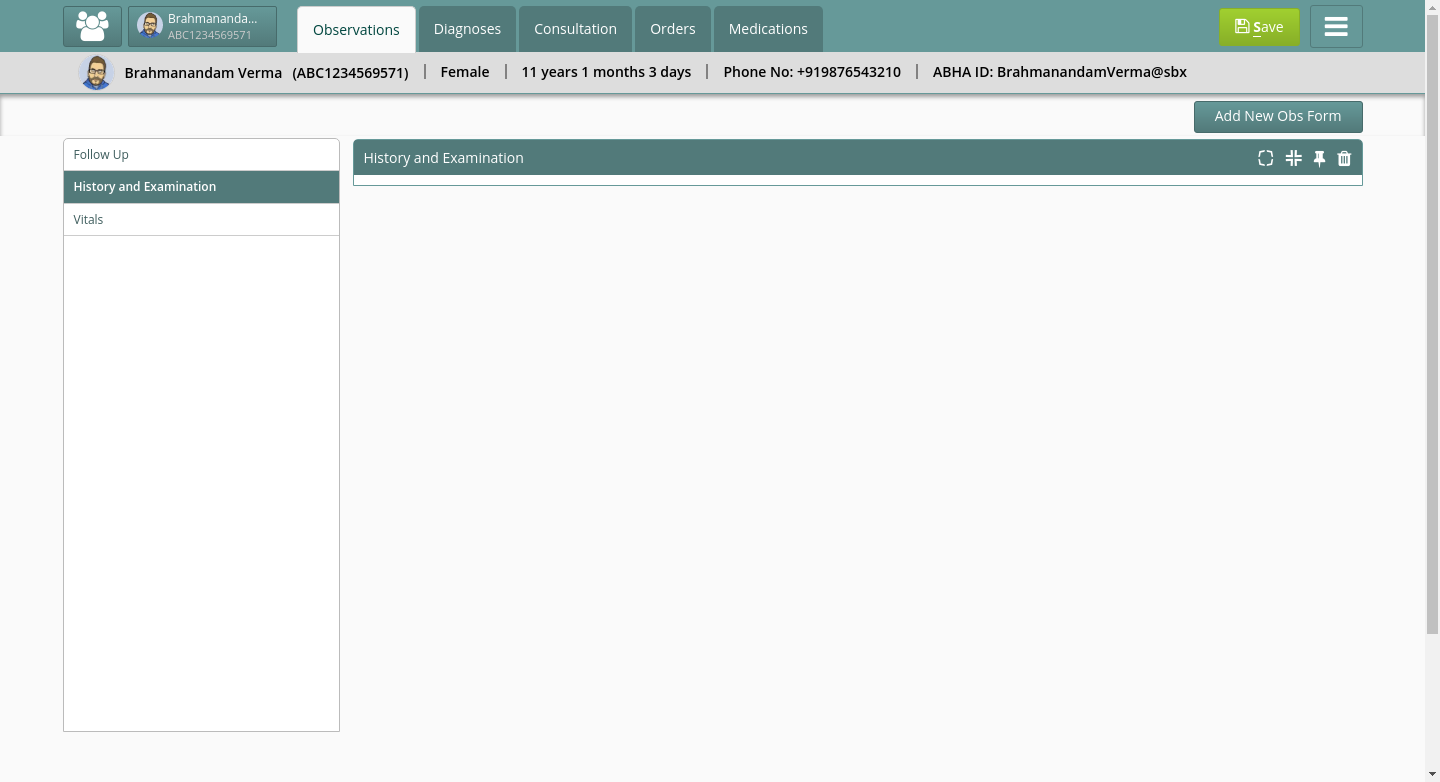 Brahmananda...
ABC1234569571
Observations
Diagnoses
Consultation
Orders
Medications
Save
Brahmanandam Verma (ABC1234569571) | Female | 11 years 1 months 3 days | Phone No: +919876543210 | ABHA ID: BrahmanandamVerma@sbx
Add New Obs Form
Follow Up
History and Examination
Vitals
History and Examination